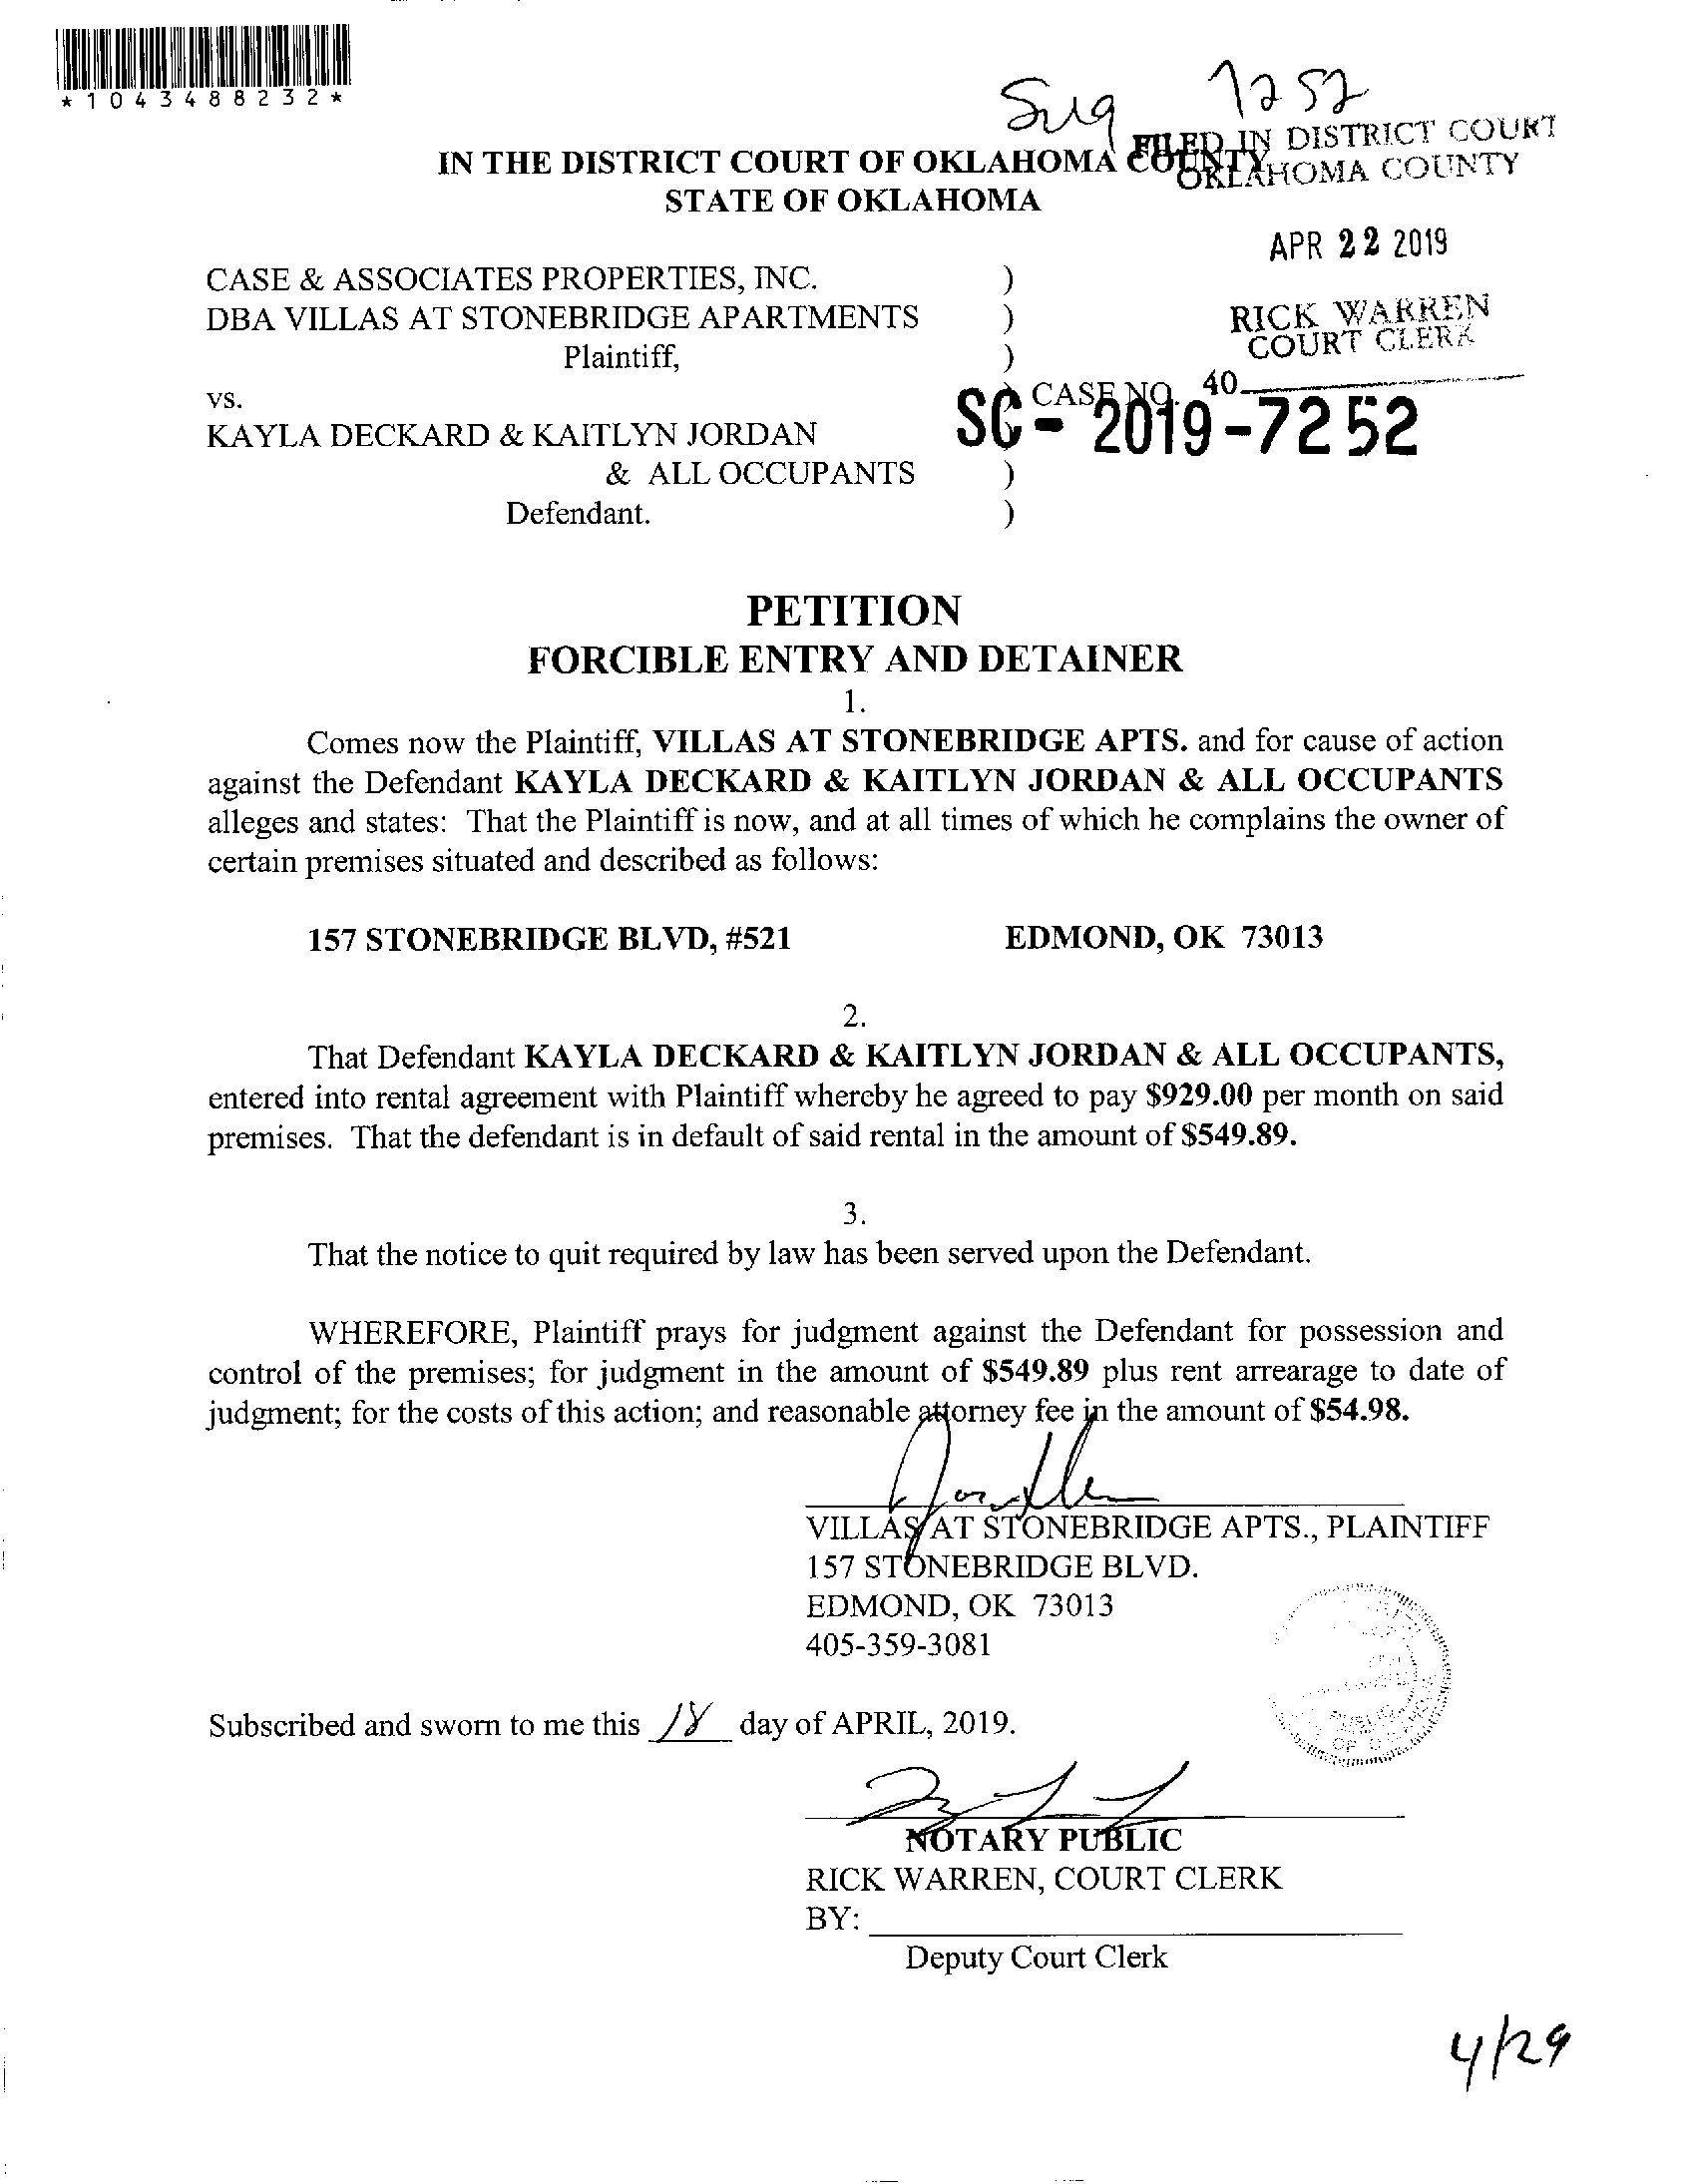 *1043488232*
Sug 7252
FILED IN DISTRICT COURT
OKLAHOMA COUNTY
IN THE DISTRICT COURT OF OKLAHOMA COUNTY
STATE OF OKLAHOMA
APR 22 2019
CASE & ASSOCIATES PROPERTIES, INC. )
DBA VILLAS AT STONEBRIDGE APARTMENTS )
RICK WARREN
COURT CLERK
Plaintiff, )
vs. ) CASE NO. 40
SC-2019-7252
KAYLA DECKARD & KAITLYN JORDAN
& ALL OCCUPANTS )
Defendant. )
PETITION
FORCIBLE ENTRY AND DETAINER
1.
Comes now the Plaintiff, VILLAS AT STONEBRIDGE APTS. and for cause of action
against the Defendant KAYLA DECKARD & KAITLYN JORDAN & ALL OCCUPANTS
alleges and states: That the Plaintiff is now, and at all times of which he complains the owner of
certain premises situated and described as follows:
157 STONEBRIDGE BLVD, #521 EDMOND, OK 73013
2.
That Defendant KAYLA DECKARD & KAITLYN JORDAN & ALL OCCUPANTS,
entered into rental agreement with Plaintiff whereby he agreed to pay $929.00 per month on said
premises. That the defendant is in default of said rental in the amount of $549.89.
3.
That the notice to quit required by law has been served upon the Defendant.
WHEREFORE, Plaintiff prays for judgment against the Defendant for possession and
control of the premises; for judgment in the amount of $549.89 plus rent arrearage to date of
judgment; for the costs of this action; and reasonable attorney fee in the amount of $54.98.
VILLAS AT STONEBRIDGE APTS., PLAINTIFF
157 STONEBRIDGE BLVD.
EDMOND, OK 73013
405-359-3081
Subscribed and sworn to me this 18 day of APRIL, 2019.
NOTARY PUBLIC
RICK WARREN, COURT CLERK
BY:
Deputy Court Clerk
4/29